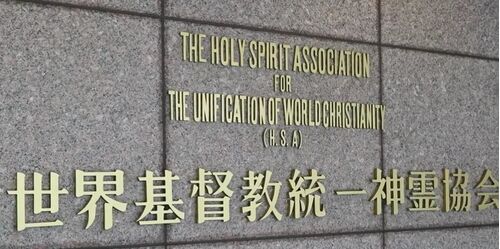 THE HOLY SPIRIT ASSOCIATION
FOR
THE UNIFICATION OF WORLD CHRISTIANITY
(H.S.A)
世界基督教統一神霊協会